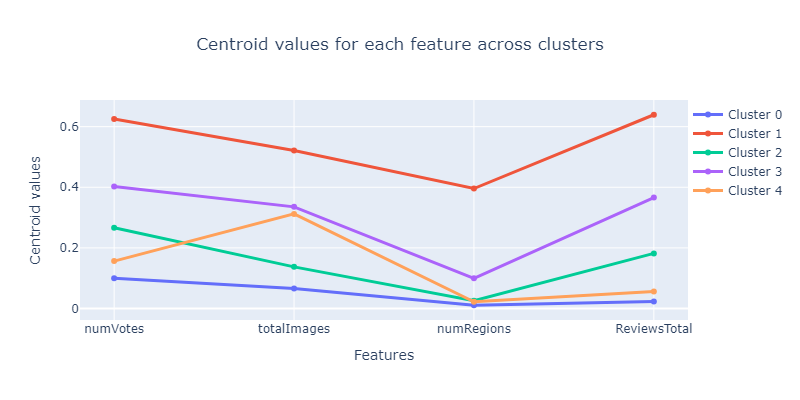 Centroid values for each feature across clusters
Centroid values
0.6
0.4
0.2
0
numVotes
totalImages
numRegions
ReviewsTotal
Features
Cluster 0
Cluster 1
Cluster 2
Cluster 3
Cluster 4